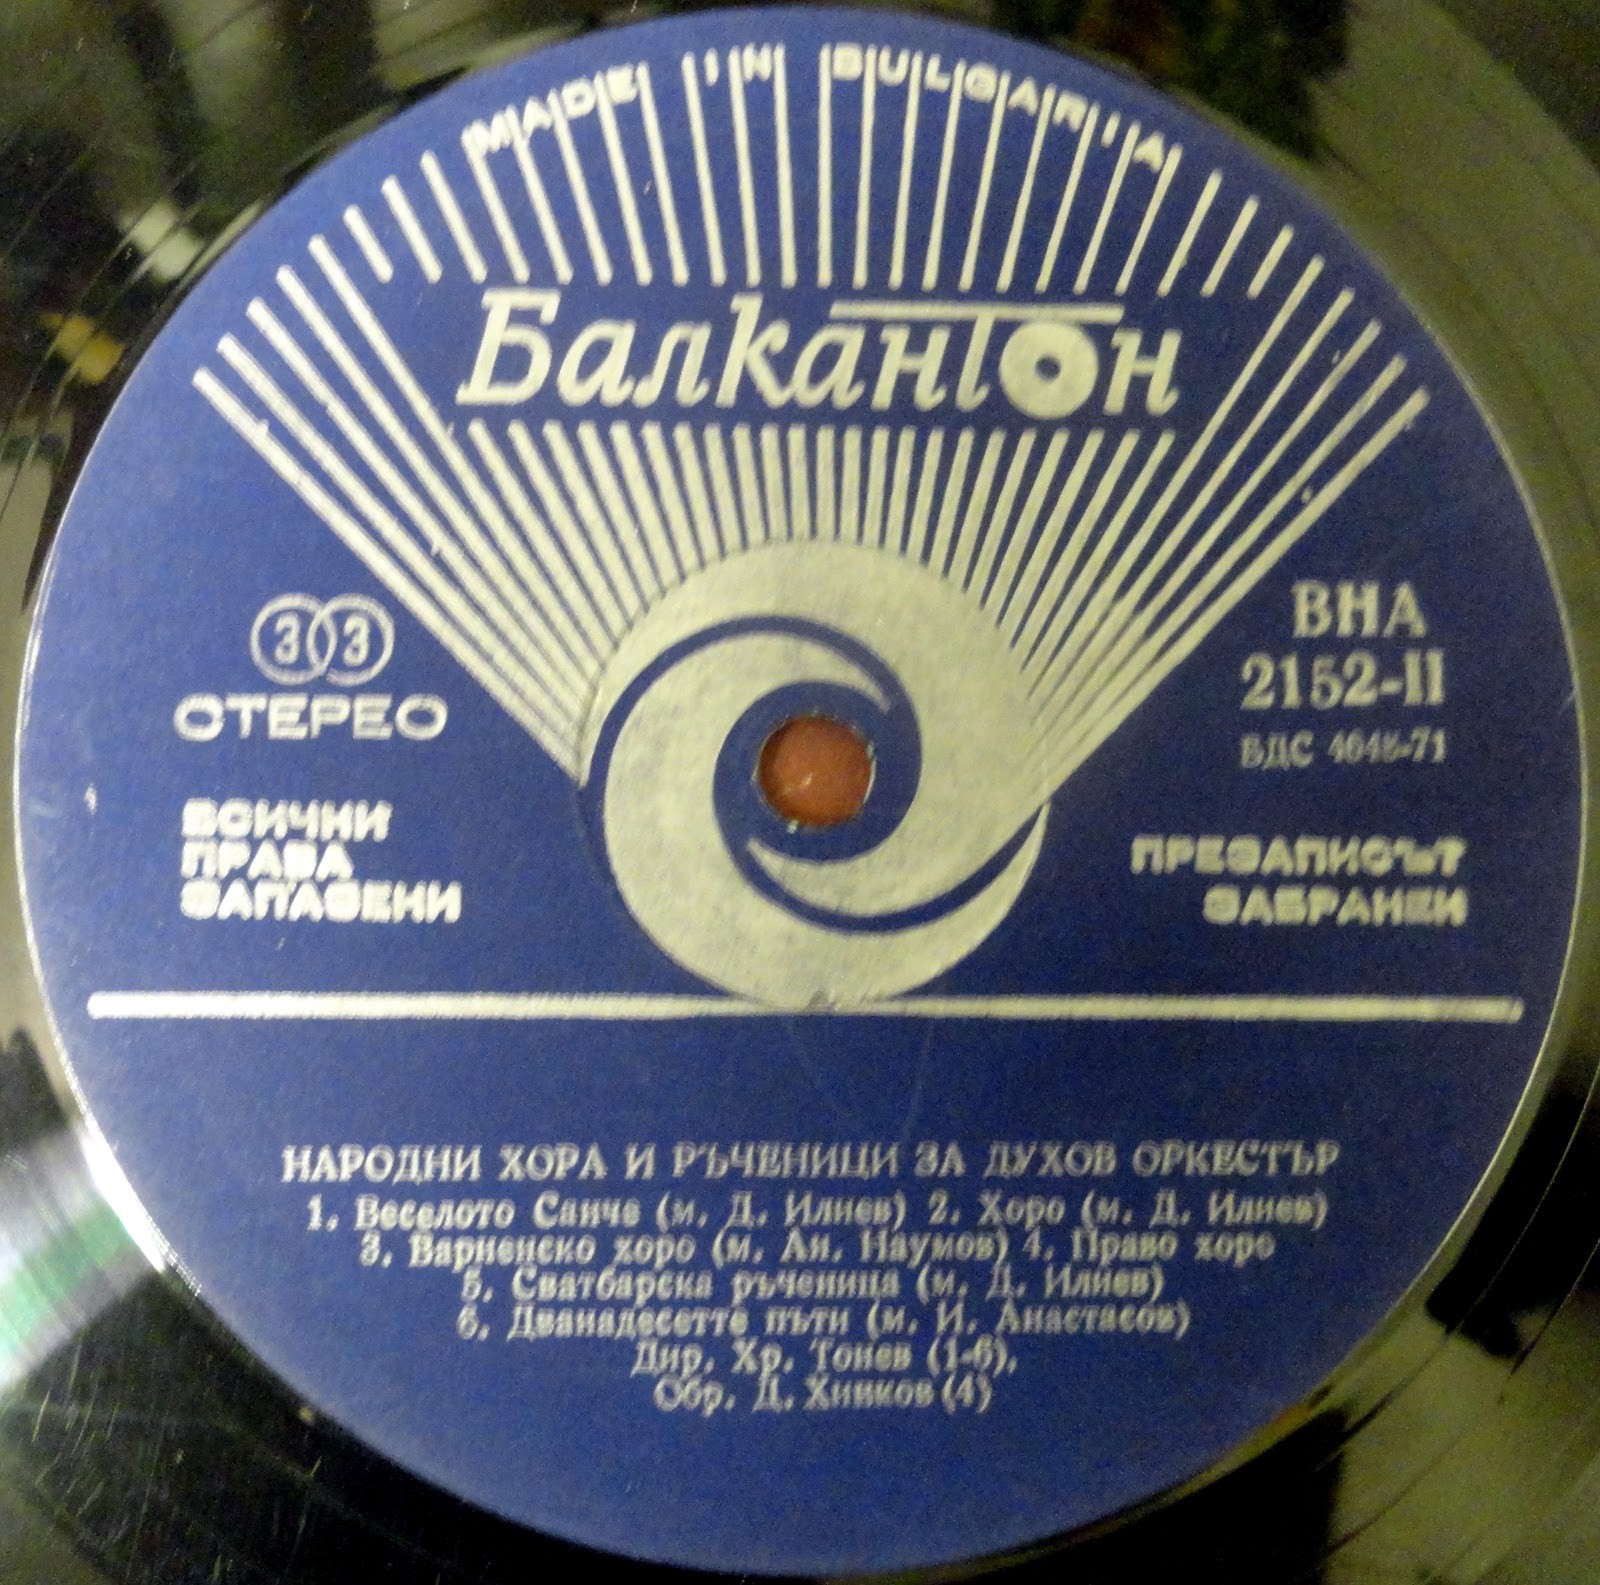 MADE IN BULGARIA
Балкантон
33
СТЕРЕО
ВСИЧКИ
ПРАВА
ЗАПАЗЕНИ
ВНА
2152-II
БДС
ПРЕЗАПИСЪТ
ЗАБРАНЕН
НАРОДНИ ХОРА И РЪЧЕНИЦИ ЗА ДУХОВ ОРКЕСТЪР
1. Веселото Санче (м. Д. Илиев) 2. Хоро (м. Д. Илиев)
3. Варненско хоро (м. Ан. Наумов) 4. Право хоро
5. Сватбарска ръченица (м. Д. Илиев)
6. Дванадесетте пъти (м. И. Анастасов)
Дир. Хр. Тонев (1-6),
Обр. Д. (4)